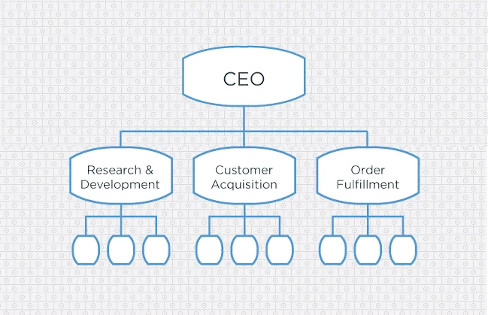 CEO
Research &
Development
Customer
Acquisition
Order
Fulfillment